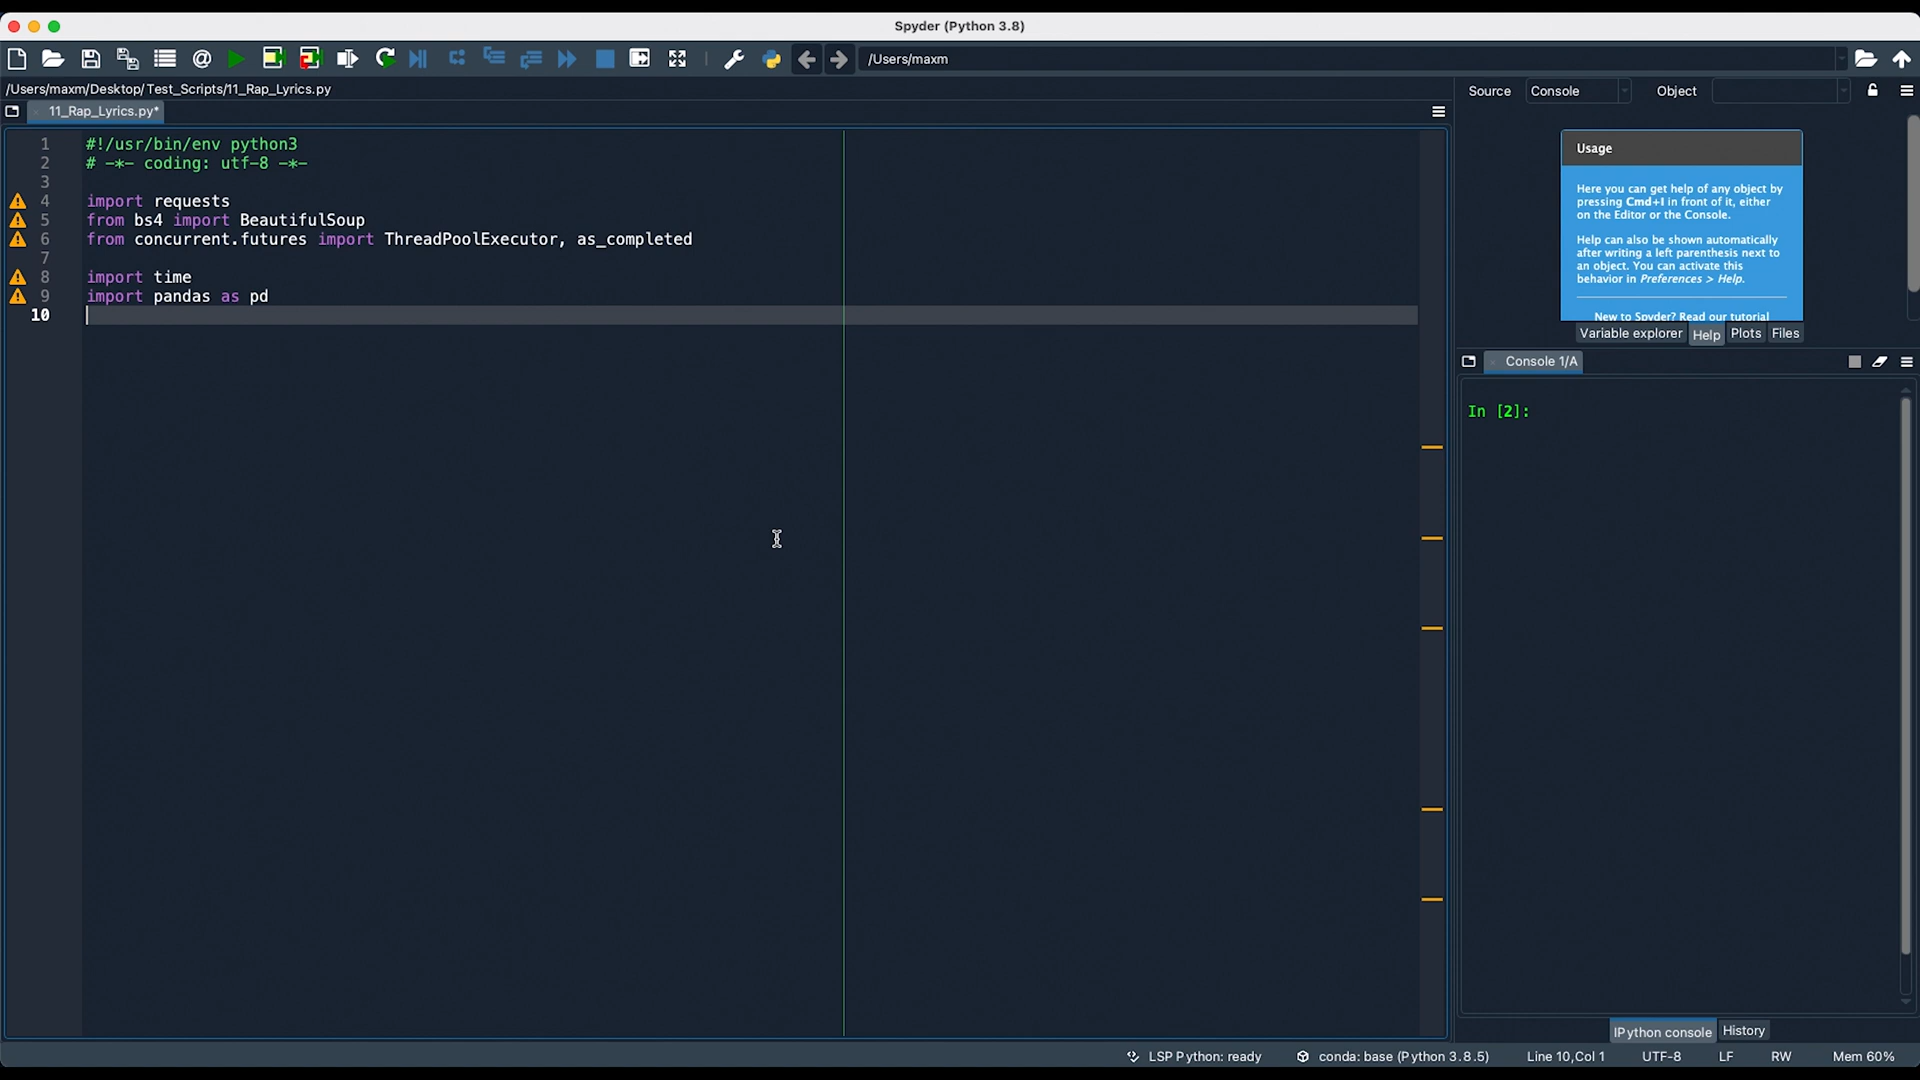 Spyder (Python 3.8)
/Users/maxm
/Users/maxm/Desktop/Test_Scripts/11_Rap_Lyrics.py
11_Rap_Lyrics.py*
1 #!/usr/bin/env python3
2 # -*- coding: utf-8 -*-
3
4 import requests
5 from bs4 import BeautifulSoup
6 from concurrent.futures import ThreadPoolExecutor, as_completed
7
8 import time
9 import pandas as pd
10
Source Console Object
Usage
Here you can get help of any object by
pressing Cmd+I in front of it, either
on the Editor or the Console.
Help can also be shown automatically
after writing a left parenthesis next to
an object. You can activate this
behavior in Preferences > Help.
New to Spyder? Read our tutorial
Variable explorer Help Plots Files
Console 1/A
In [2]:
IPython console History
LSP Python: ready conda: base (Python 3.8.5) Line 10, Col 1 UTF-8 LF RW Mem 60%